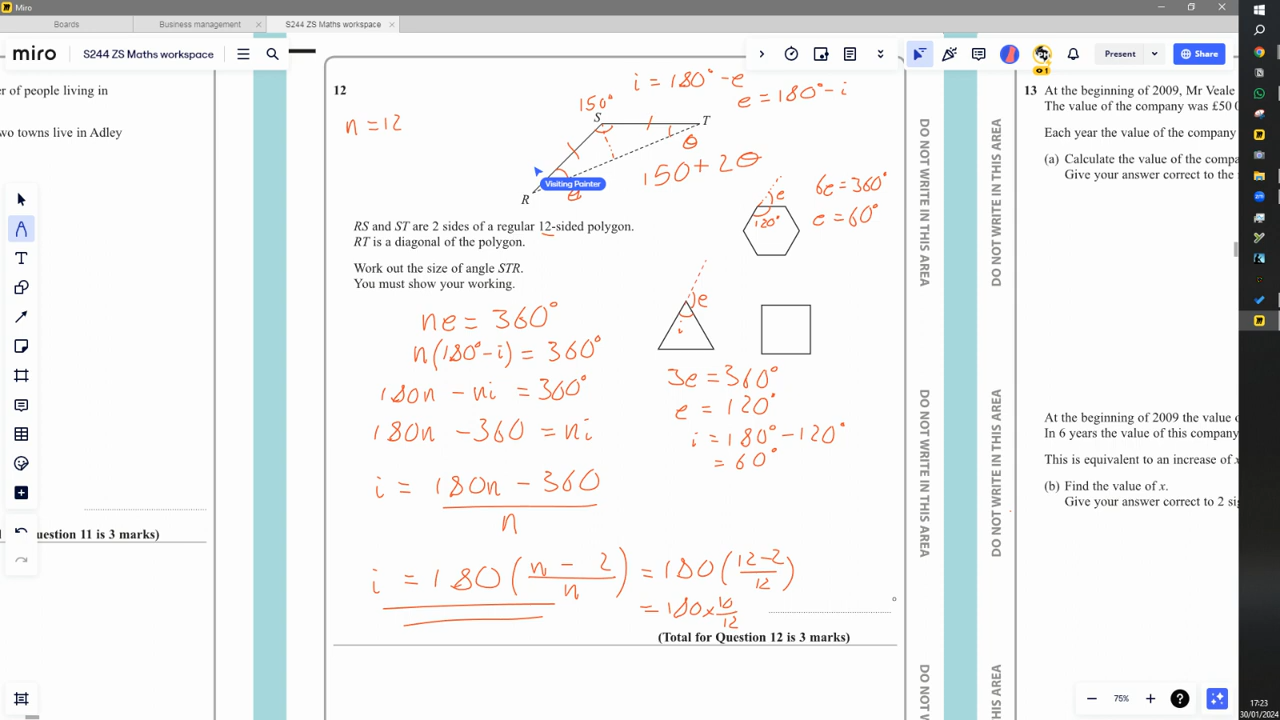 Miro
Boards
Business management
S244 ZS Maths workspace
miro
S244 ZS Maths workspace
Present
Share
er of people living in
wo towns live in Adley
uestion 11 is 3 marks)
12
n = 12
i = 180° - e
e = 180° - i
150°
S
T
θ
150 + 2θ
Visiting Painter
R
θ
e
120°
6e = 360°
e = 60°
RS and ST are 2 sides of a regular 12-sided polygon.
RT is a diagonal of the polygon.
Work out the size of angle STR.
You must show your working.
ne = 360°
n(180° - i) = 360°
180n - ni = 360°
180n - 360 = ni
i = 180n - 360
n
i = 180 ( n - 2 / n ) = 180 ( 12-2 / 12 )
= 180 × 10/12
e
i
3e = 360°
e = 120°
i = 180° - 120°
= 60°
°
(Total for Question 12 is 3 marks)
DO NOT WRITE IN THIS AREA
DO NOT WRITE IN THIS AREA
DO NOT
DO NOT WRITE IN THIS AREA
DO NOT WRITE IN THIS AREA
HIS AREA
13
At the beginning of 2009, Mr Veale
The value of the company was £50 0
Each year the value of the company
(a) Calculate the value of the compa
Give your answer correct to the
At the beginning of 2009 the value o
In 6 years the value of this company
This is equivalent to an increase of x
(b) Find the value of x.
Give your answer correct to 2 si
75%
17:23
30/01/2024